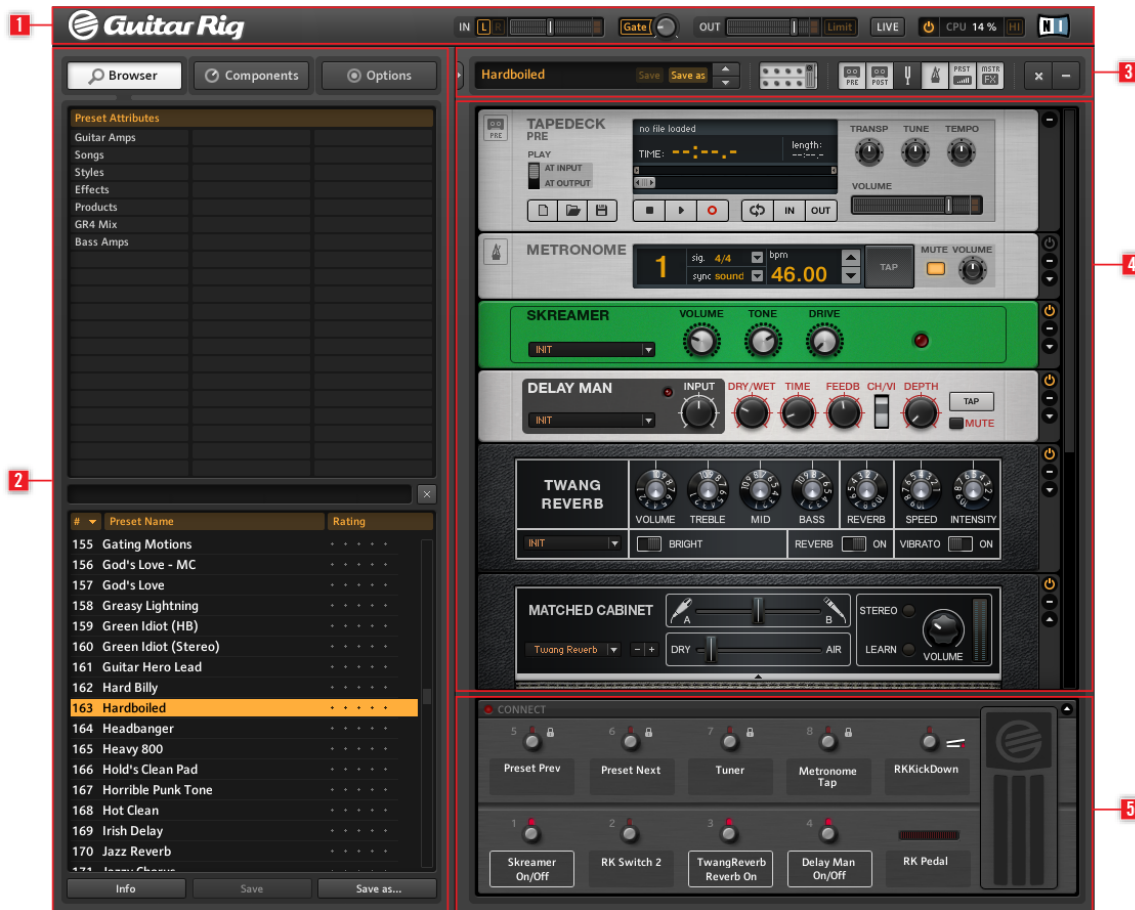 1
Guitar Rig
IN L R
Gate
OUT
Limit
LIVE
CPU 14 % HI
N I
2
Browser
Components
Options
Preset Attributes
Guitar Amps
Songs
Styles
Effects
Products
GR4 Mix
Bass Amps
# Preset Name Rating
155 Gating Motions
156 God's Love - MC
157 God's Love
158 Greasy Lightning
159 Green Idiot (HB)
160 Green Idiot (Stereo)
161 Guitar Hero Lead
162 Hard Billy
163 Hardboiled
164 Headbanger
165 Heavy 800
166 Hold's Clean Pad
167 Horrible Punk Tone
168 Hot Clean
169 Irish Delay
170 Jazz Reverb
Info
Save
Save as...
3
Hardboiled
Save
Save as
PRE
POST
PRST
MSTR
FX
4
PRE
TAPEDECK
PRE
PLAY
AT INPUT
AT OUTPUT
no file loaded
TIME: --:--.-
length:
--:--.-
IN
OUT
TRANSP TUNE TEMPO
VOLUME
METRONOME
1
sig. 4/4
sync sound
bpm
46.00
TAP
MUTE VOLUME
SKREAMER
INIT
VOLUME TONE DRIVE
DELAY MAN
INIT
INPUT
DRY/WET TIME FEEDB CH/VI DEPTH
TAP
MUTE
TWANG
REVERB
INIT
VOLUME TREBLE MID BASS REVERB SPEED INTENSITY
BRIGHT
REVERB ON
VIBRATO ON
MATCHED CABINET
Twang Reverb - +
A B
DRY AIR
STEREO
LEARN
VOLUME
5
CONNECT
5 6 7 8
Preset Prev
Preset Next
Tuner
Metronome
Tap
RKKickDown
1 2 3 4
Skreamer
On/Off
RK Switch 2
TwangReverb
Reverb On
Delay Man
On/Off
RK Pedal